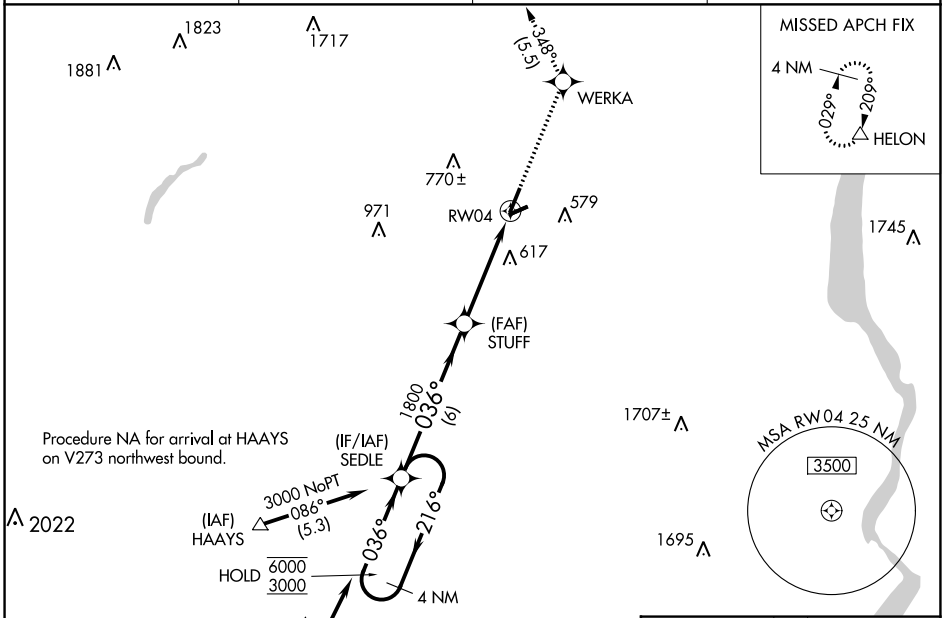 1823
1717
1881
348°
(5.5)
WERKA
MISSED APCH FIX
4 NM
029°
209°
HELON
770±
971
RW04
579
617
1745
(FAF)
STUFF
1800
036°
(6)
1707±
Procedure NA for arrival at HAAYS
on V273 northwest bound.
(IF/IAF)
SEDLE
MSA RW04 25 NM
3500
3000 NoPT
086°
(5.3)
2022
(IAF)
HAAYS
036°
216°
1695
HOLD
6000
3000
4 NM